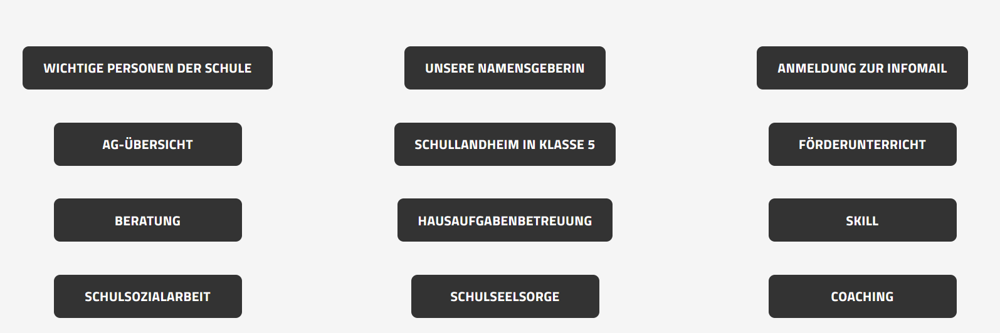 WICHTIGE PERSONEN DER SCHULE
UNSERE NAMENSGEBERIN
ANMELDUNG ZUR INFOMAIL
AG-ÜBERSICHT
SCHULLANDHEIM IN KLASSE 5
FÖRDERUNTERRICHT
BERATUNG
HAUSAUFGABENBETREUUNG
SKILL
SCHULSOZIALARBEIT
SCHULSEELSORGE
COACHING